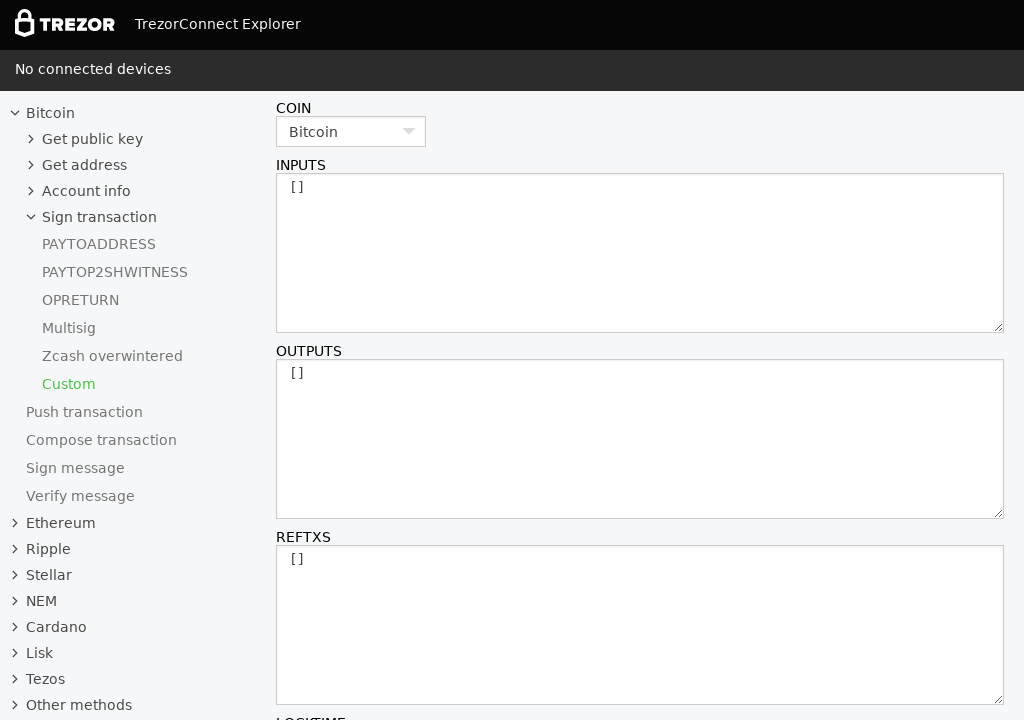 TREZOR TrezorConnect Explorer
No connected devices
Bitcoin
Get public key
Get address
Account info
Sign transaction
PAYTOADDRESS
PAYTOP2SHWITNESS
OPRETURN
Multisig
Zcash overwintered
Custom
Push transaction
Compose transaction
Sign message
Verify message
Ethereum
Ripple
Stellar
NEM
Cardano
Lisk
Tezos
Other methods
COIN
Bitcoin
INPUTS
[]
OUTPUTS
[]
REFTXS
[]
LOCKTIME